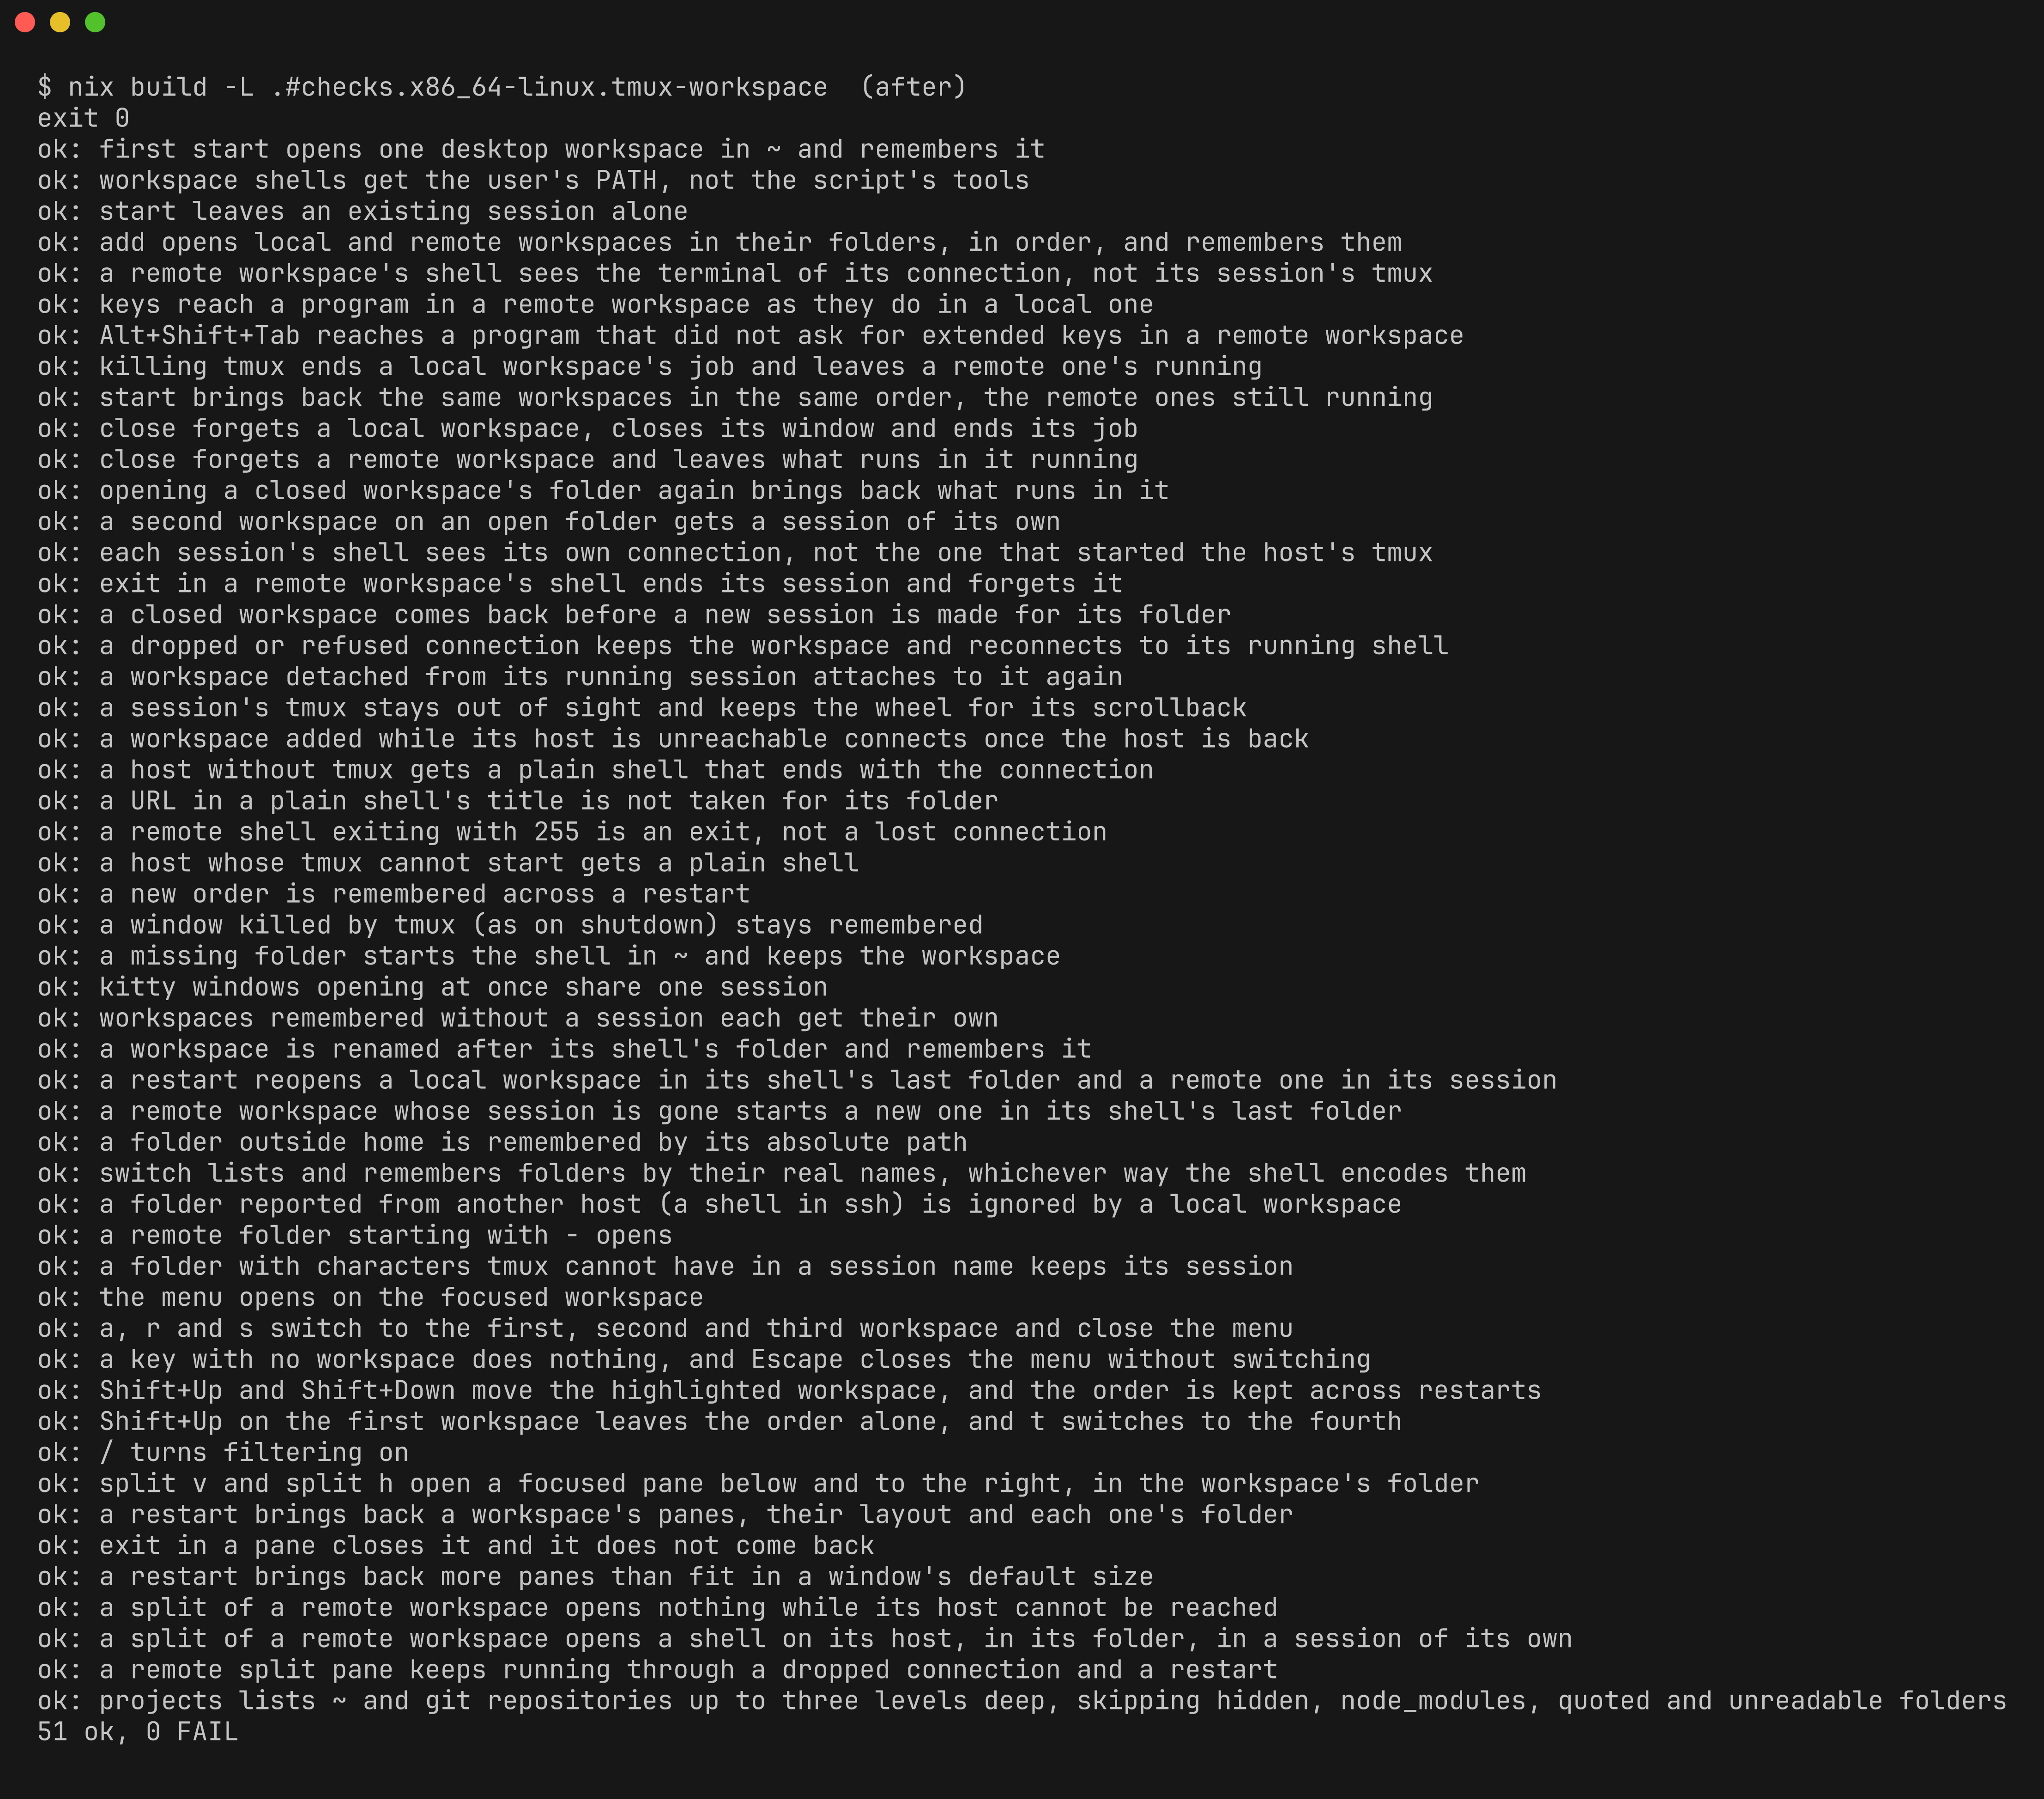 $ nix build -L .#checks.x86_64-linux.tmux-workspace  (after)
exit 0
ok: first start opens one desktop workspace in ~ and remembers it
ok: workspace shells get the user's PATH, not the script's tools
ok: start leaves an existing session alone
ok: add opens local and remote workspaces in their folders, in order, and remembers them
ok: a remote workspace's shell sees the terminal of its connection, not its session's tmux
ok: keys reach a program in a remote workspace as they do in a local one
ok: Alt+Shift+Tab reaches a program that did not ask for extended keys in a remote workspace
ok: killing tmux ends a local workspace's job and leaves a remote one's running
ok: start brings back the same workspaces in the same order, the remote ones still running
ok: close forgets a local workspace, closes its window and ends its job
ok: close forgets a remote workspace and leaves what runs in it running
ok: opening a closed workspace's folder again brings back what runs in it
ok: a second workspace on an open folder gets a session of its own
ok: each session's shell sees its own connection, not the one that started the host's tmux
ok: exit in a remote workspace's shell ends its session and forgets it
ok: a closed workspace comes back before a new session is made for its folder
ok: a dropped or refused connection keeps the workspace and reconnects to its running shell
ok: a workspace detached from its running session attaches to it again
ok: a session's tmux stays out of sight and keeps the wheel for its scrollback
ok: a workspace added while its host is unreachable connects once the host is back
ok: a host without tmux gets a plain shell that ends with the connection
ok: a URL in a plain shell's title is not taken for its folder
ok: a remote shell exiting with 255 is an exit, not a lost connection
ok: a host whose tmux cannot start gets a plain shell
ok: a new order is remembered across a restart
ok: a window killed by tmux (as on shutdown) stays remembered
ok: a missing folder starts the shell in ~ and keeps the workspace
ok: kitty windows opening at once share one session
ok: workspaces remembered without a session each get their own
ok: a workspace is renamed after its shell's folder and remembers it
ok: a restart reopens a local workspace in its shell's last folder and a remote one in its session
ok: a remote workspace whose session is gone starts a new one in its shell's last folder
ok: a folder outside home is remembered by its absolute path
ok: switch lists and remembers folders by their real names, whichever way the shell encodes them
ok: a folder reported from another host (a shell in ssh) is ignored by a local workspace
ok: a remote folder starting with - opens
ok: a folder with characters tmux cannot have in a session name keeps its session
ok: the menu opens on the focused workspace
ok: a, r and s switch to the first, second and third workspace and close the menu
ok: a key with no workspace does nothing, and Escape closes the menu without switching
ok: Shift+Up and Shift+Down move the highlighted workspace, and the order is kept across restarts
ok: Shift+Up on the first workspace leaves the order alone, and t switches to the fourth
ok: / turns filtering on
ok: split v and split h open a focused pane below and to the right, in the workspace's folder
ok: a restart brings back a workspace's panes, their layout and each one's folder
ok: exit in a pane closes it and it does not come back
ok: a restart brings back more panes than fit in a window's default size
ok: a split of a remote workspace opens nothing while its host cannot be reached
ok: a split of a remote workspace opens a shell on its host, in its folder, in a session of its own
ok: a remote split pane keeps running through a dropped connection and a restart
ok: projects lists ~ and git repositories up to three levels deep, skipping hidden, node_modules, quoted and unreadable folders
51 ok, 0 FAIL